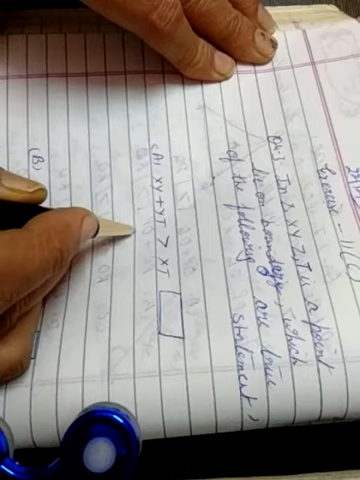 Exercise - 11(C)
Q.3. In Δ XYZ, T is a point
lie on boundary, which
of the following are true
statement,
(A) XY + YT > XT
(B)